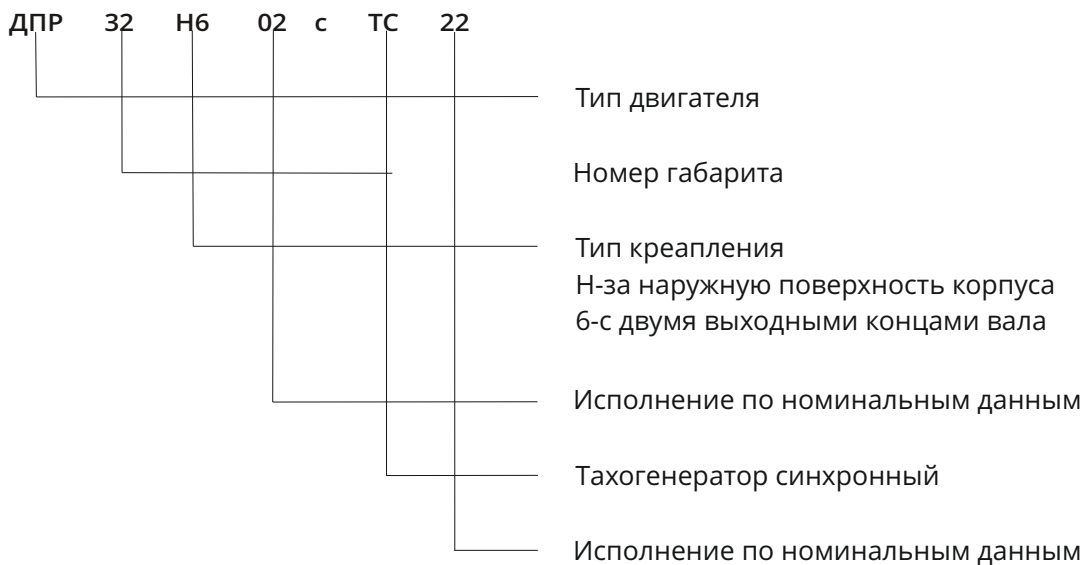 ДПР 32 Н6 02 с ТС 22
Тип двигателя
Номер габарита
Тип креапления
Н-за наружную поверхность корпуса
6-с двумя выходными концами вала
Исполнение по номинальным данным
Тахогенератор синхронный
Исполнение по номинальным данным